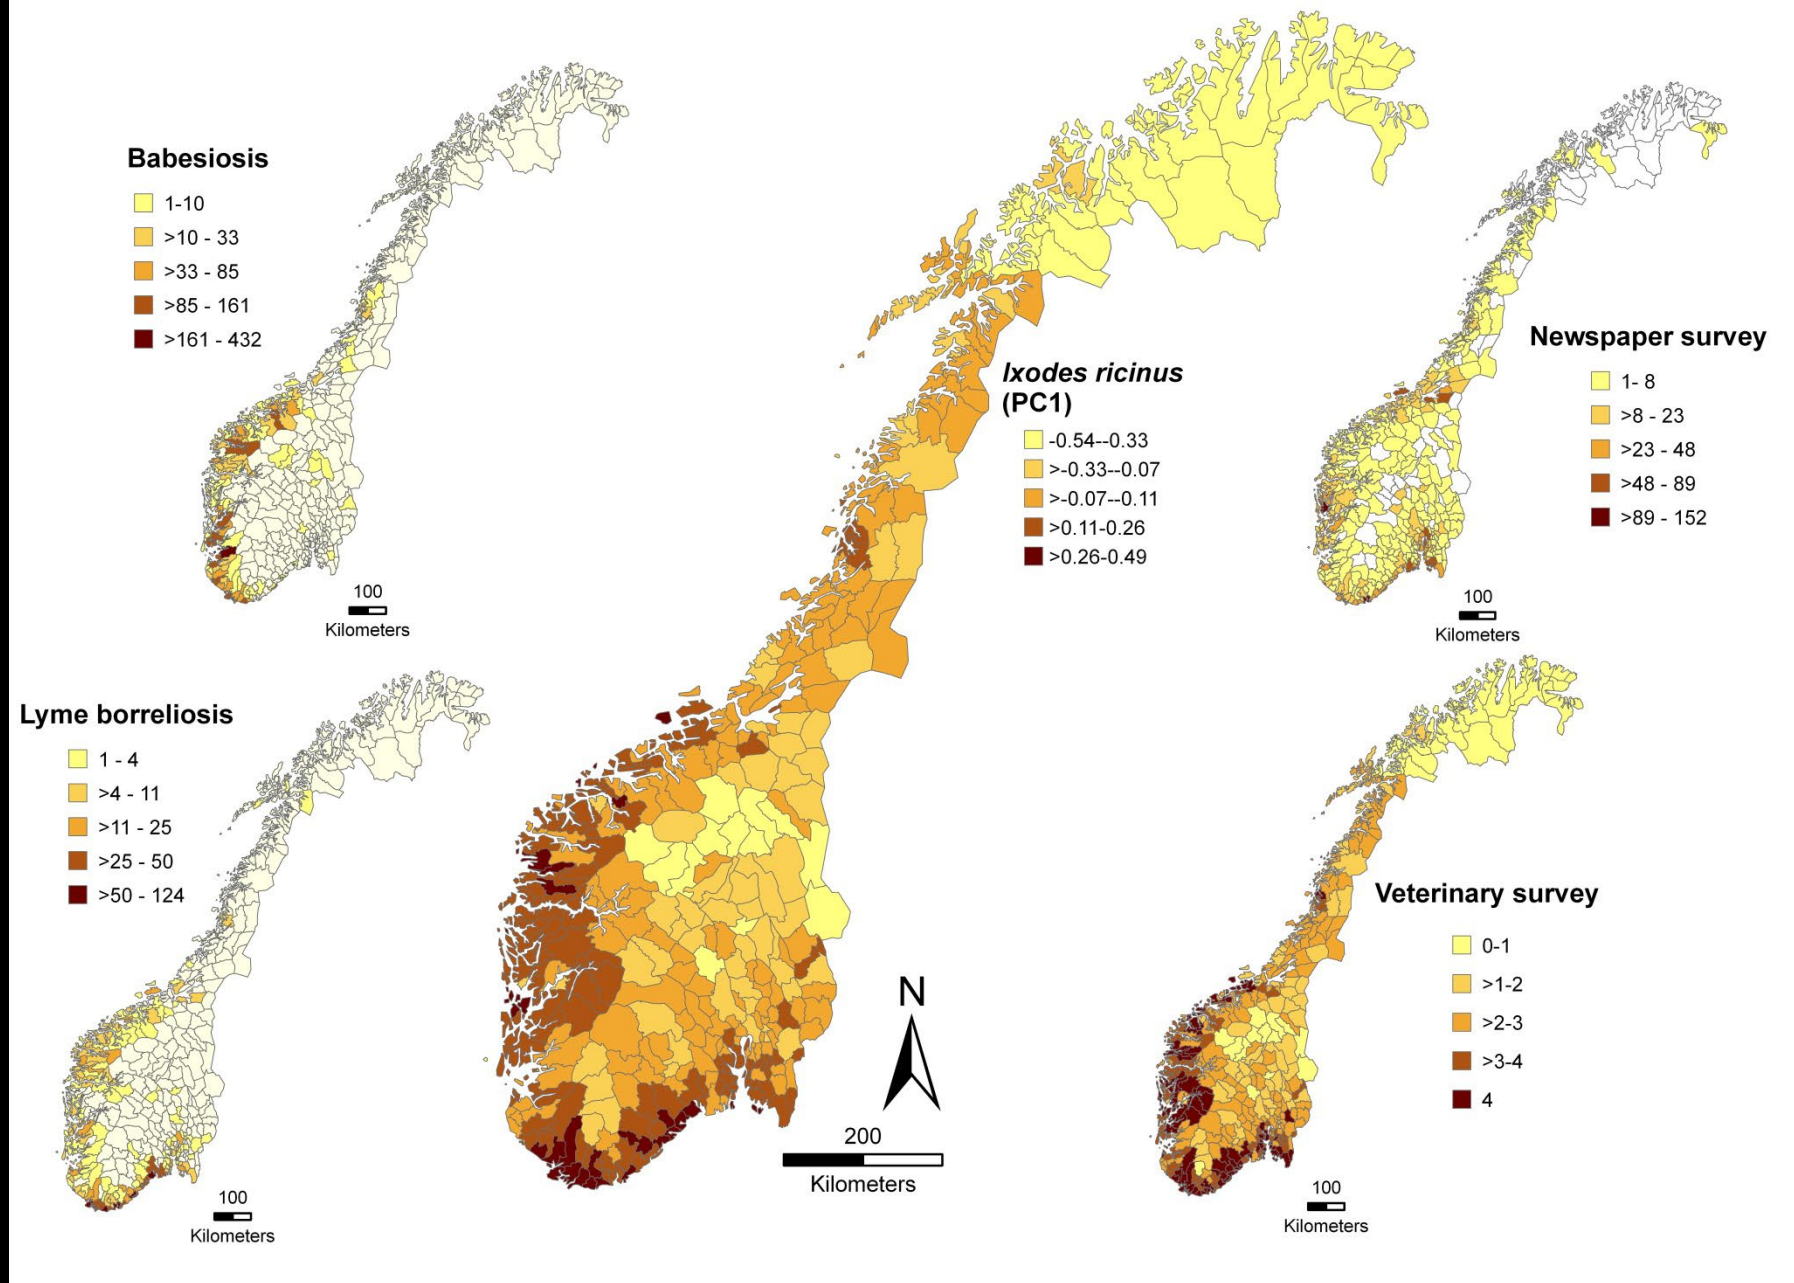 Babesiosis
1-10
>10 - 33
>33 - 85
>85 - 161
>161 - 432
100
Kilometers
Ixodes ricinus
(PC1)
-0.54--0.33
>-0.33--0.07
>-0.07--0.11
>0.11-0.26
>0.26-0.49
N
200
Kilometers
Newspaper survey
1- 8
>8 - 23
>23 - 48
>48 - 89
>89 - 152
100
Kilometers
Lyme borreliosis
1 - 4
>4 - 11
>11 - 25
>25 - 50
>50 - 124
100
Kilometers
Veterinary survey
0-1
>1-2
>2-3
>3-4
4
100
Kilometers